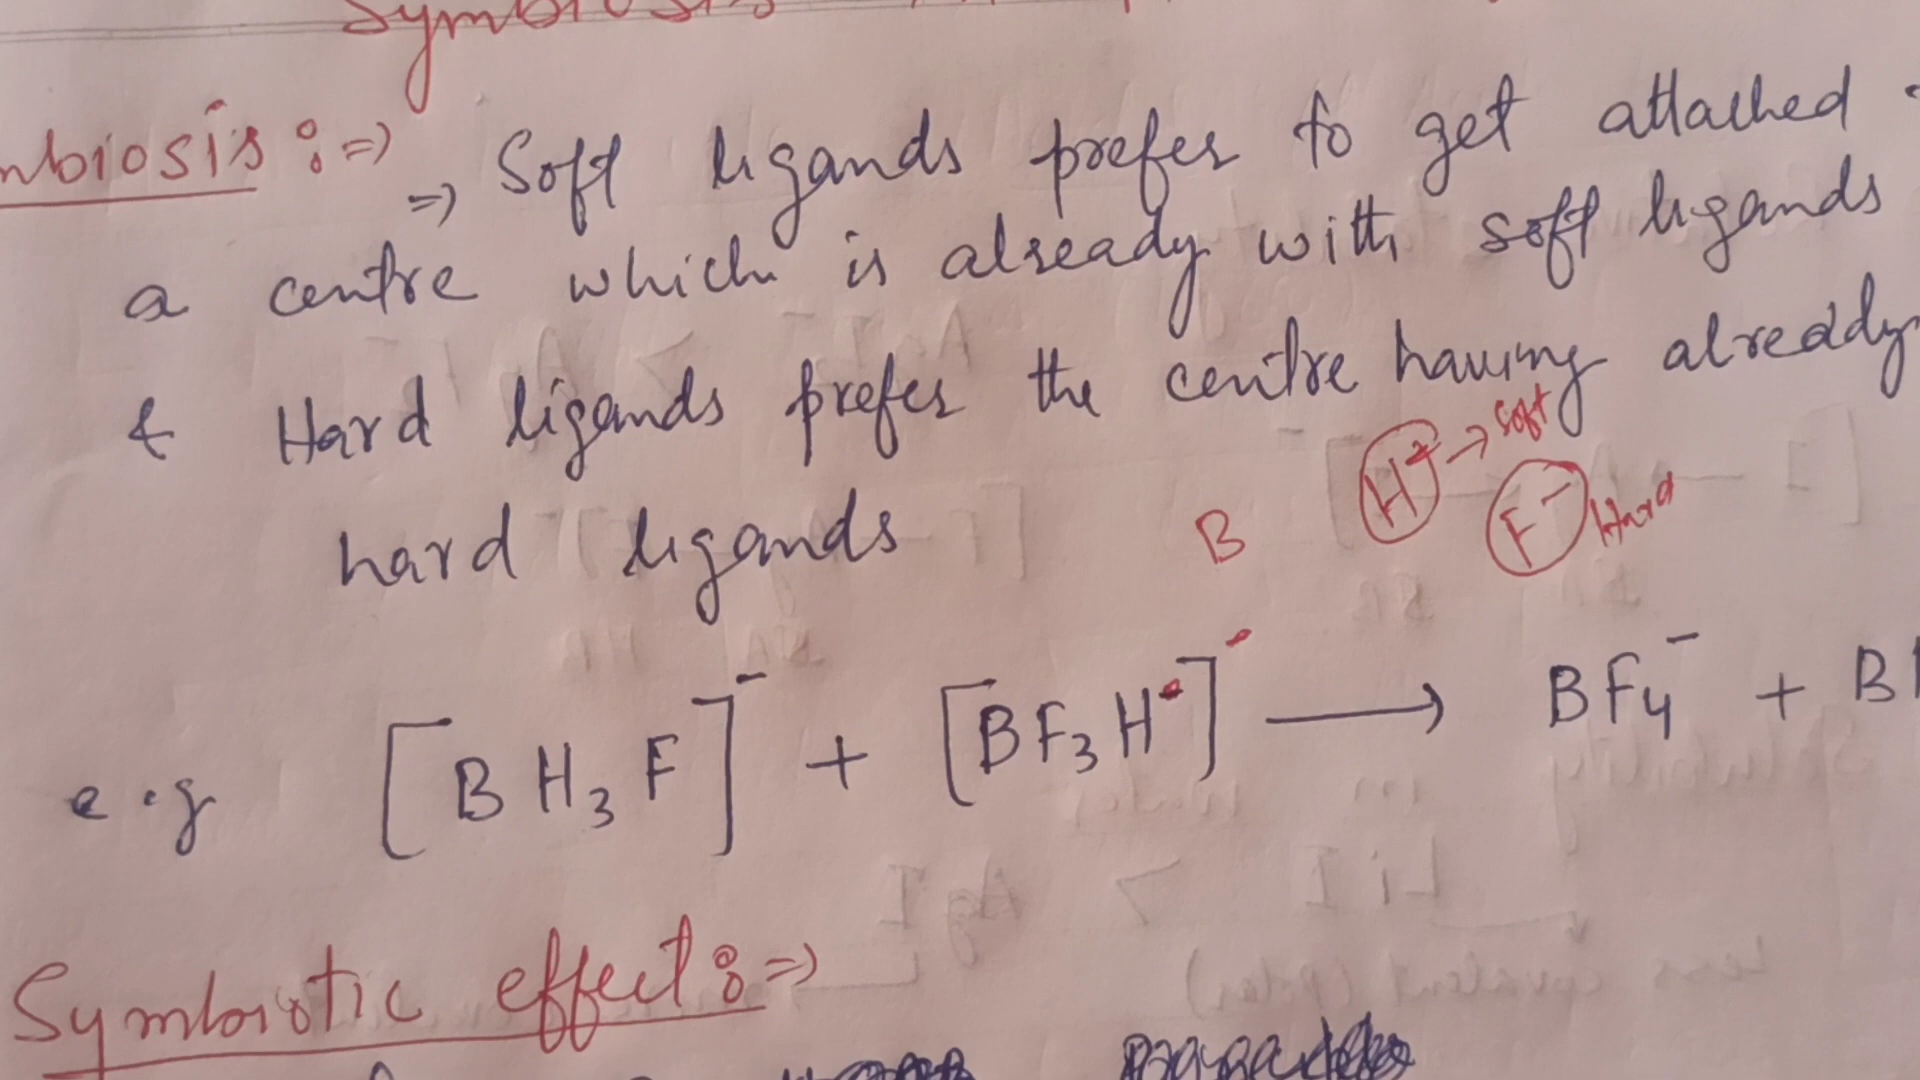 Symbiosis
mbiosis :⇒
⇒ Soft ligands prefer to get attached
a centre which is already with soft ligands
& Hard ligands prefer the centre having already
hard ligands
B H⁻ → soft
F⁻ Hard
e.g [BH₃F]⁻ + [BF₃H]⁻ ⟶ BF₄⁻ + B
Symbiotic effect :⇒